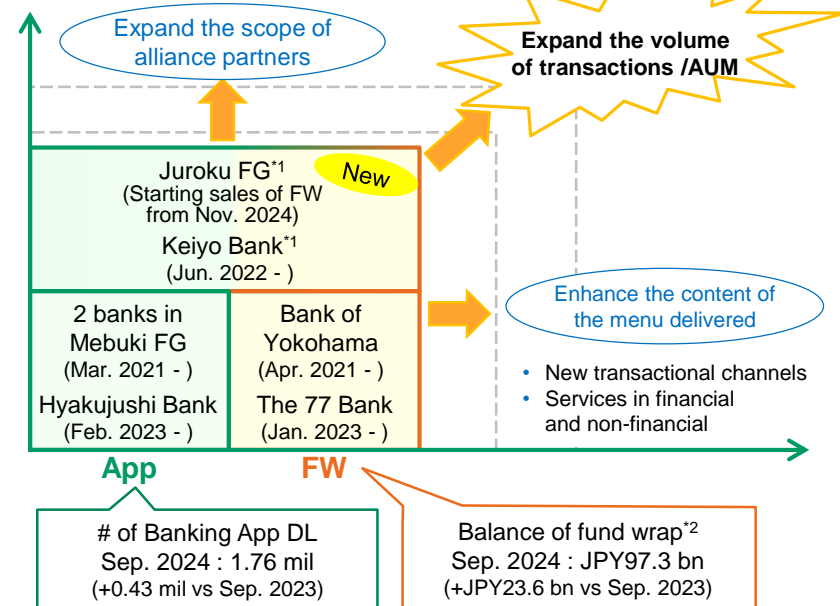 Expand the scope of
alliance partners
Expand the volume
of transactions /AUM
Juroku FG*1
New
(Starting sales of FW
from Nov. 2024)
Keiyo Bank*1
(Jun. 2022 - )
2 banks in
Mebuki FG
(Mar. 2021 - )
Hyakujushi Bank
(Feb. 2023 - )
Bank of
Yokohama
(Apr. 2021 - )
The 77 Bank
(Jan. 2023 - )
Enhance the content of
the menu delivered
• New transactional channels
• Services in financial
and non-financial
App
FW
# of Banking App DL
Sep. 2024 : 1.76 mil
(+0.43 mil vs Sep. 2023)
Balance of fund wrap*2
Sep. 2024 : JPY97.3 bn
(+JPY23.6 bn vs Sep. 2023)